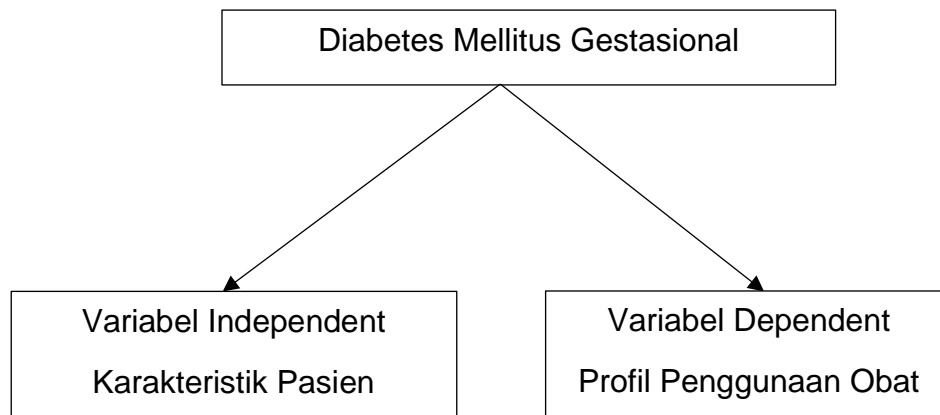 Diabetes Mellitus Gestasional
Variabel Independent
Karakteristik Pasien
Variabel Dependent
Profil Penggunaan Obat